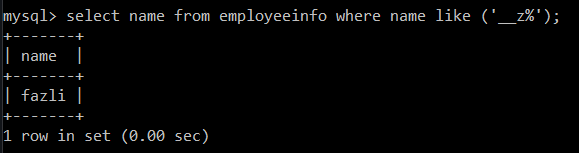 mysql> select name from employeeinfo where name like ('__z%');
+-------+
| name  |
+-------+
| fazli |
+-------+
1 row in set (0.00 sec)